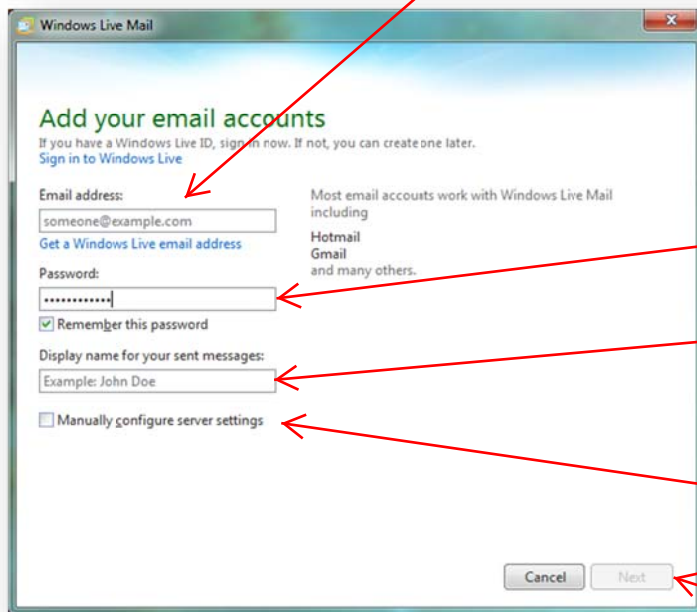 Windows Live Mail
Add your email accounts
If you have a Windows Live ID, sign in now. If not, you can create one later.
Sign in to Windows Live
Email address:
someone@example.com
Get a Windows Live email address
Password:
••••••••••••
Remember this password
Display name for your sent messages:
Example: John Doe
Manually configure server settings
Most email accounts work with Windows Live Mail
including
Hotmail
Gmail
and many others.
Cancel
Next